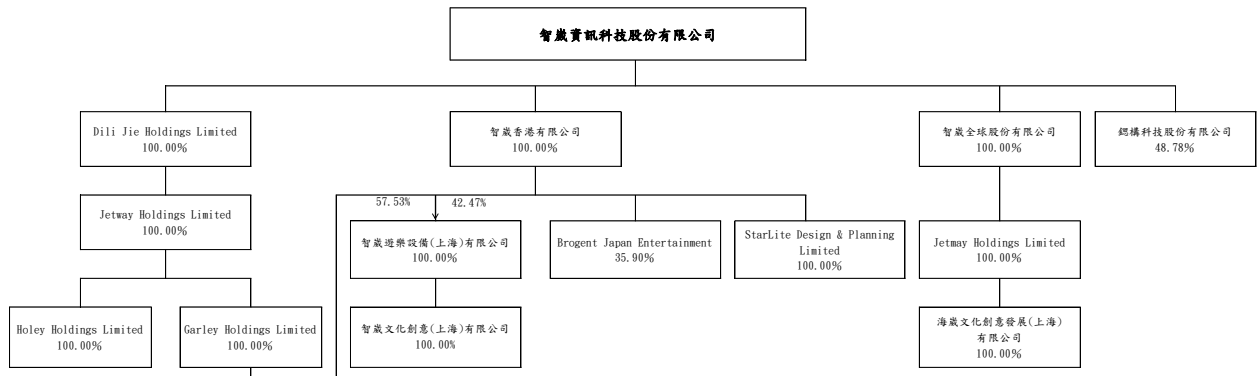 智崴資訊科技股份有限公司
Dili Jie Holdings Limited
100.00%
智崴香港有限公司
100.00%
智崴全球股份有限公司
100.00%
鍶構科技股份有限公司
48.78%
Jetway Holdings Limited
100.00%
57.53%
42.47%
智崴遊樂設備(上海)有限公司
100.00%
Brogent Japan Entertainment
35.90%
StarLite Design & Planning
Limited
100.00%
Jetmay Holdings Limited
100.00%
Holey Holdings Limited
100.00%
Garley Holdings Limited
100.00%
智崴文化創意(上海)有限公司
100.00%
海崴文化創意發展(上海)
有限公司
100.00%